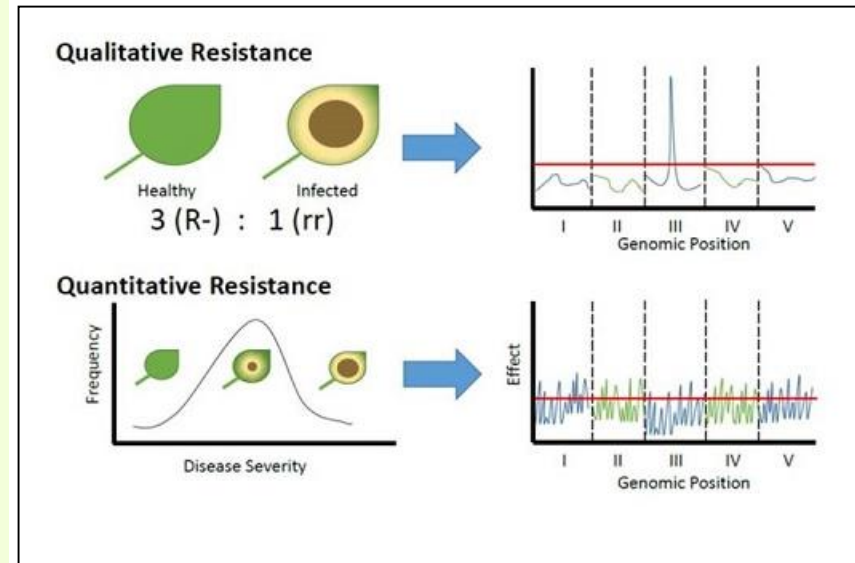 Qualitative Resistance
Healthy
Infected
3 (R-) : 1 (rr)
I II III IV V
Genomic Position
Quantitative Resistance
Frequency
Disease Severity
Effect
I II III IV V
Genomic Position